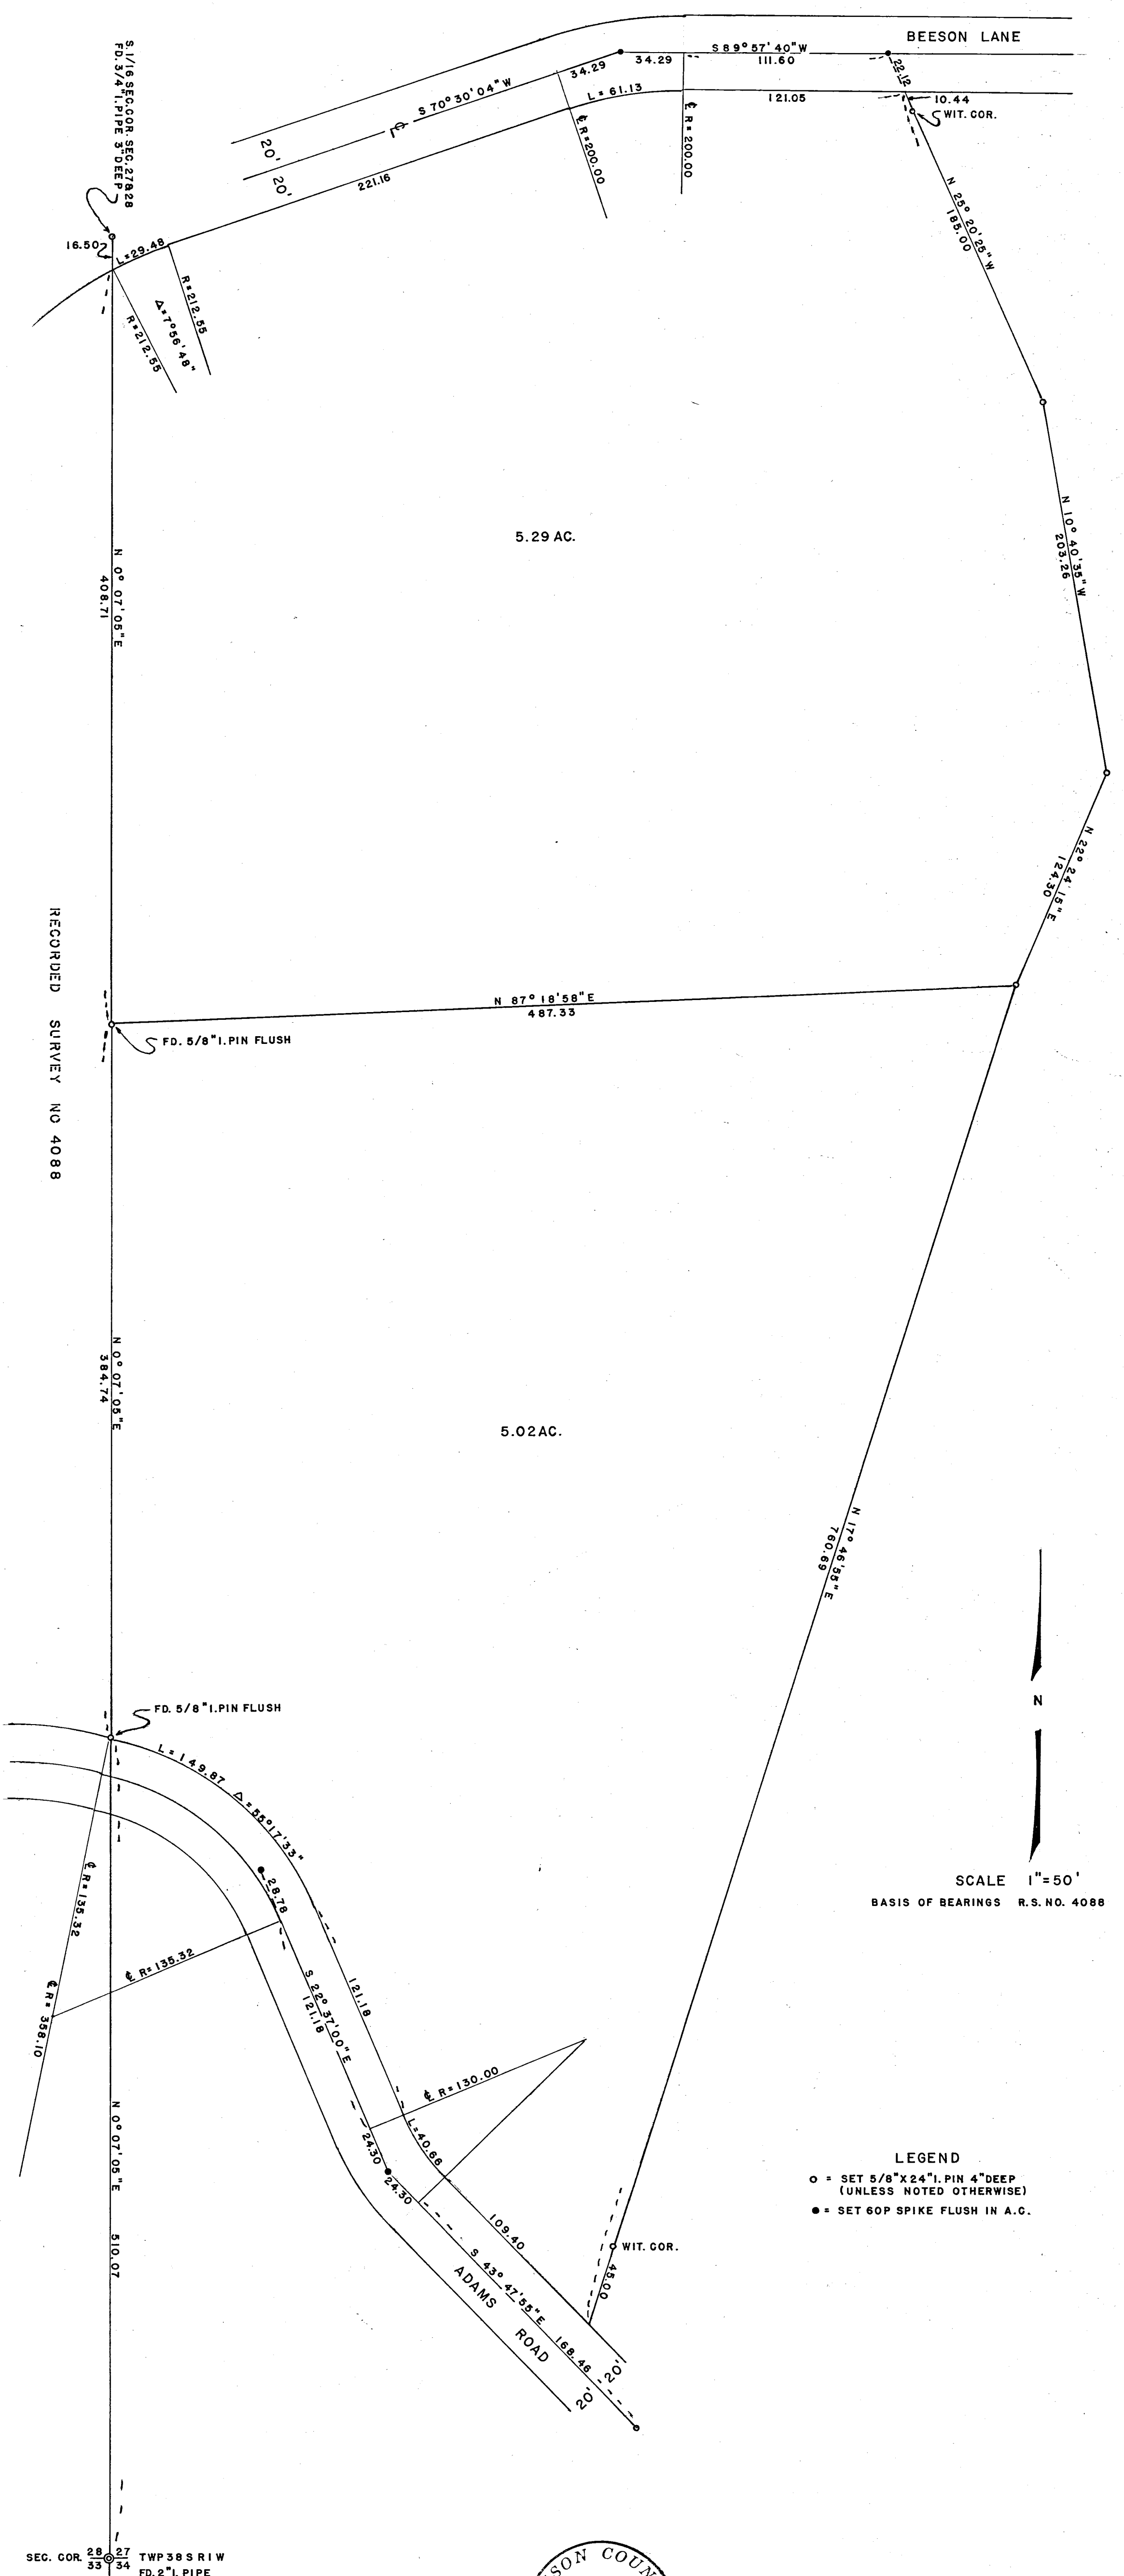 BEESON LANE
S 89° 57' 40" W
111.60
34.29
34.29
S 70° 30' 04" W
℄
20'
20'
L = 61.13
121.05
22.12
10.44
WIT. COR.
℄ R=200.00
℄ R=200.00
221.16
S. 1/16 SEC. COR. SEC. 27&28
FD. 3/4" I. PIPE 3" DEEP
16.50
L=29.48
R=212.55
Δ=7°56'48"
R=212.55
N 25° 20' 25" W
185.00
N 10° 40' 35" W
203.26
5.29 AC.
N 0° 07' 05" E
408.71
N 22° 24' 15" E
124.30
RECORDED SURVEY NO 4088
N 87° 18' 58" E
487.33
FD. 5/8" I. PIN FLUSH
N 0° 07' 05" E
384.74
5.02 AC.
N 17° 46' 55" E
760.69
N
SCALE 1"=50'
BASIS OF BEARINGS R.S. NO. 4088
FD. 5/8" I. PIN FLUSH
L=149.87 Δ=55°17'33"
28.78
℄ R=135.32
℄ R=135.32
℄ R=358.10
S 22° 37' 00" E
121.18
121.18
℄ R=130.00
L=40.66
24.30
24.30
109.40
S 43° 47' 55" E 168.46
ADAMS ROAD
20'
20'
WIT. COR.
45.00
N 0° 07' 05" E 510.07
LEGEND
O = SET 5/8" X 24" I. PIN 4" DEEP
(UNLESS NOTED OTHERWISE)
● = SET 60P SPIKE FLUSH IN A.C.
SEC. COR. 28 27 TWP 38 S R 1 W
33 34 FD. 2" I. PIPE
SON COUN